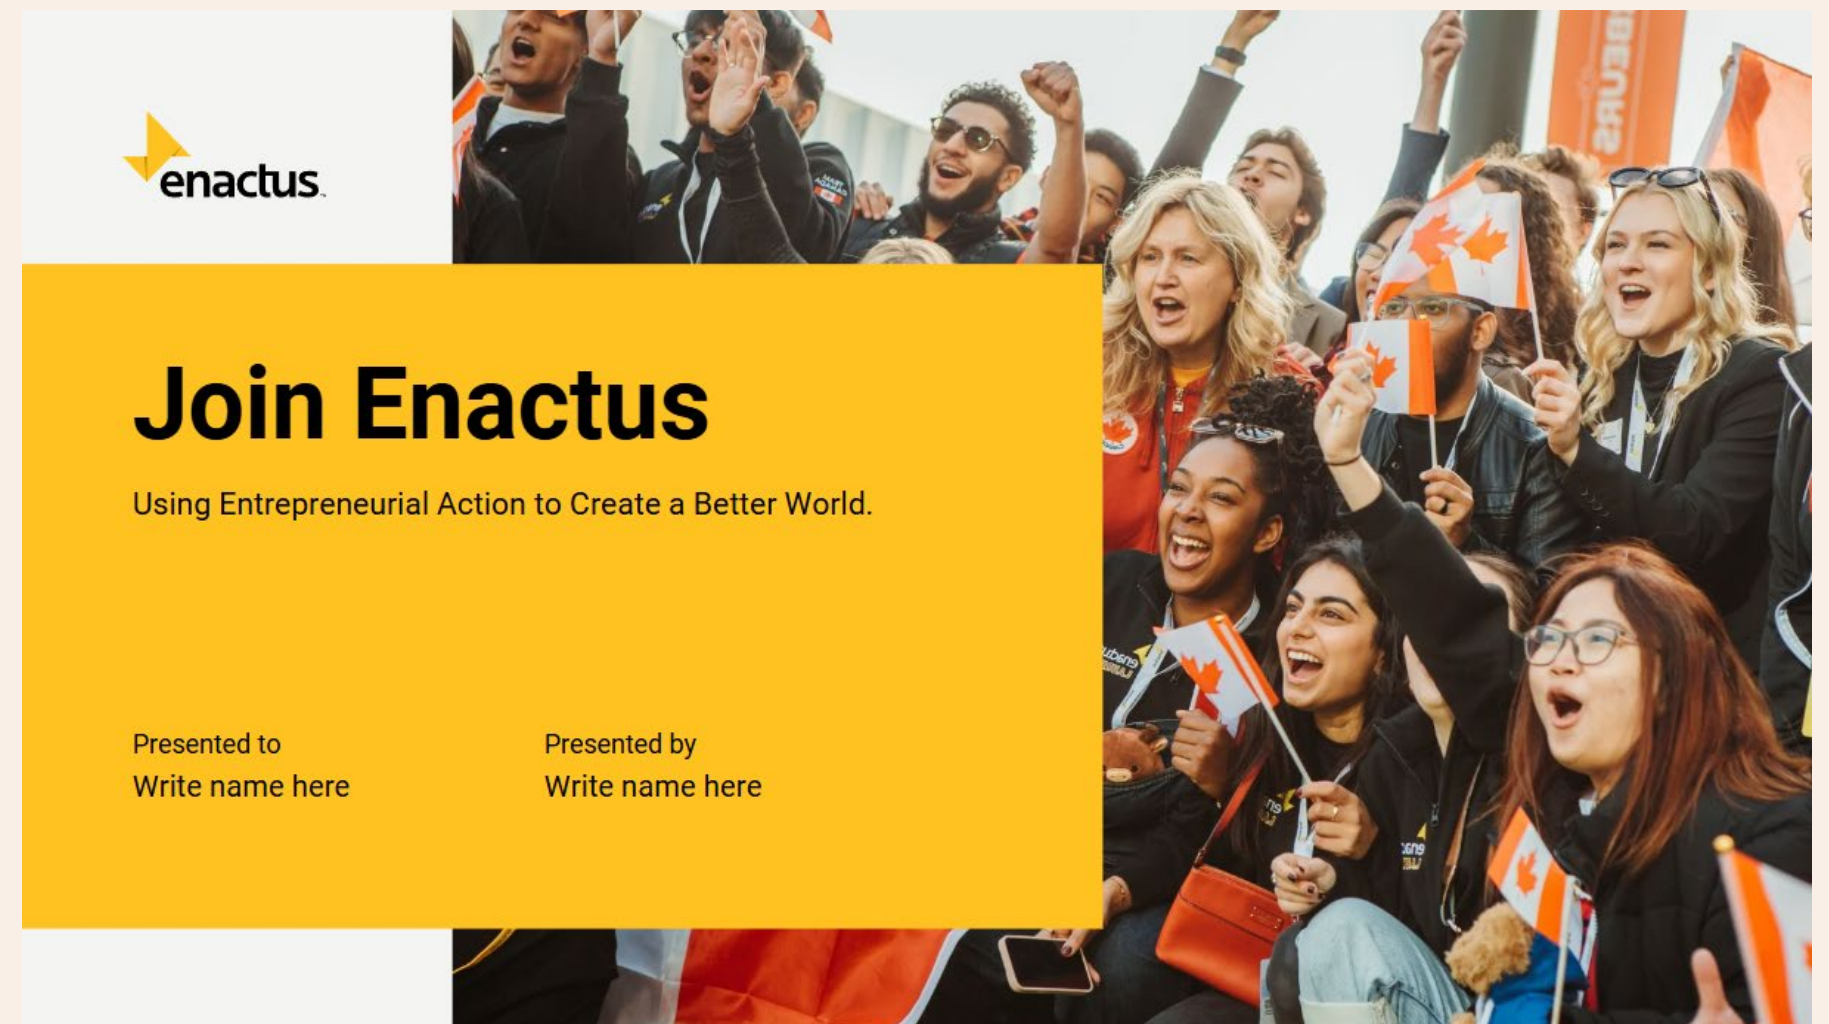 enactus
Join Enactus
Using Entrepreneurial Action to Create a Better World.
Presented to
Write name here
Presented by
Write name here